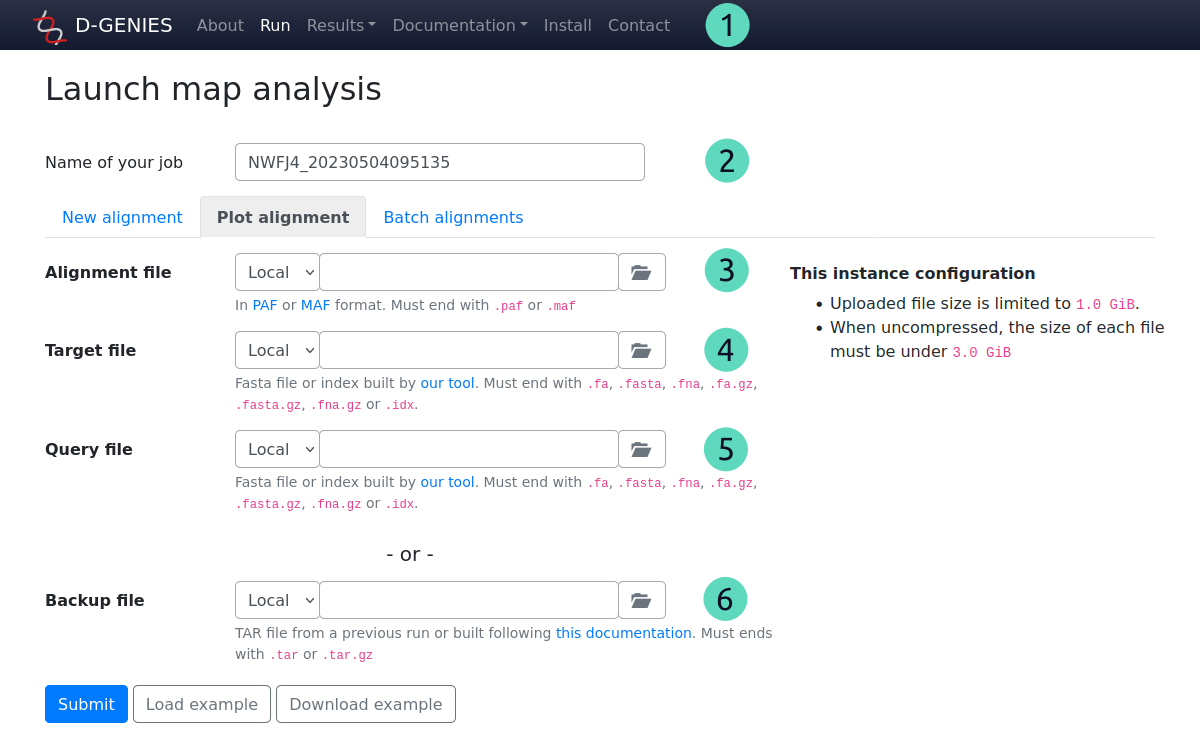 D-GENIES About Run Results Documentation Install Contact 1
Launch map analysis
Name of your job NWFJ4_20230504095135 2
New alignment Plot alignment Batch alignments
Alignment file Local 3
In PAF or MAF format. Must end with .paf or .maf
Target file Local 4
Fasta file or index built by our tool. Must end with .fa, .fasta, .fna, .fa.gz,
.fasta.gz, .fna.gz or .idx.
Query file Local 5
Fasta file or index built by our tool. Must end with .fa, .fasta, .fna, .fa.gz,
.fasta.gz, .fna.gz or .idx.
- or -
Backup file Local 6
TAR file from a previous run or built following this documentation. Must ends
with .tar or .tar.gz
Submit Load example Download example
This instance configuration
• Uploaded file size is limited to 1.0 GiB.
• When uncompressed, the size of each file
must be under 3.0 GiB